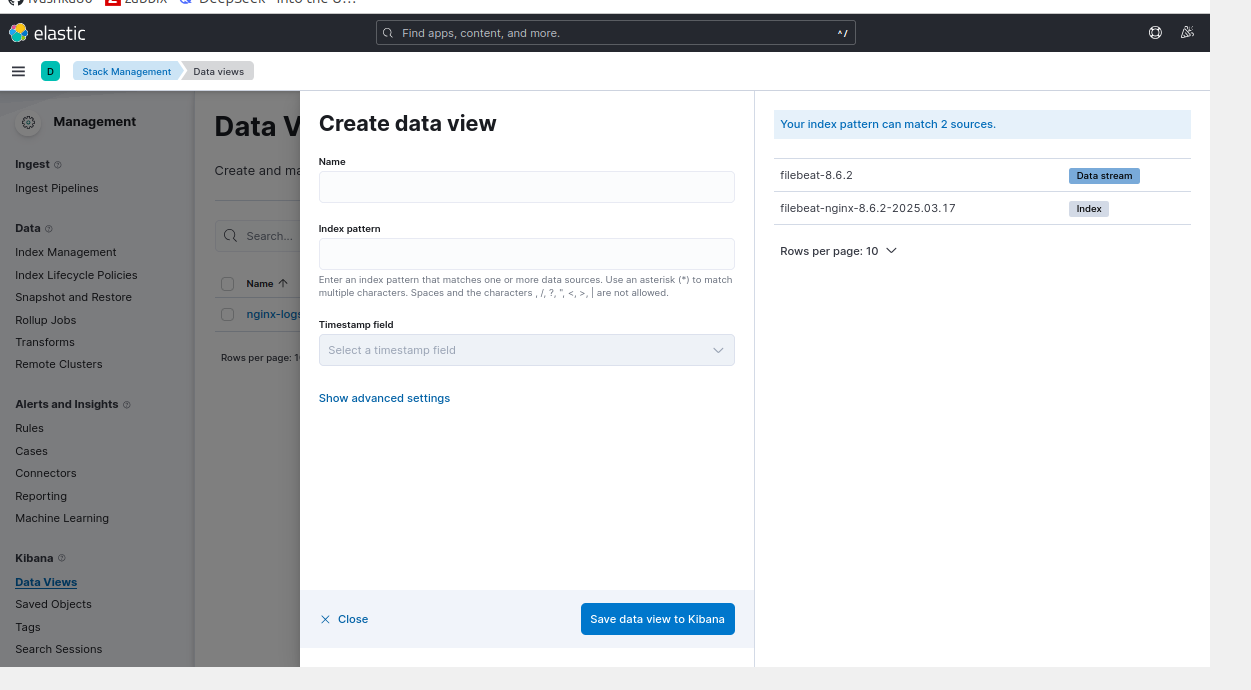 ivashka80 zabbix DeepSeek - Into the U...
elastic
Find apps, content, and more.
^/
D
Stack Management
Data views
Management
Ingest
Ingest Pipelines
Data
Index Management
Index Lifecycle Policies
Snapshot and Restore
Rollup Jobs
Transforms
Remote Clusters
Alerts and Insights
Rules
Cases
Connectors
Reporting
Machine Learning
Kibana
Data Views
Saved Objects
Tags
Search Sessions
Data V
Create and ma
Search...
Name
nginx-logs
Rows per page: 1
Create data view
Name
Index pattern
Enter an index pattern that matches one or more data sources. Use an asterisk (*) to match
multiple characters. Spaces and the characters , /, ?, ", <, >, | are not allowed.
Timestamp field
Select a timestamp field
Show advanced settings
Close
Save data view to Kibana
Your index pattern can match 2 sources.
filebeat-8.6.2
Data stream
filebeat-nginx-8.6.2-2025.03.17
Index
Rows per page: 10